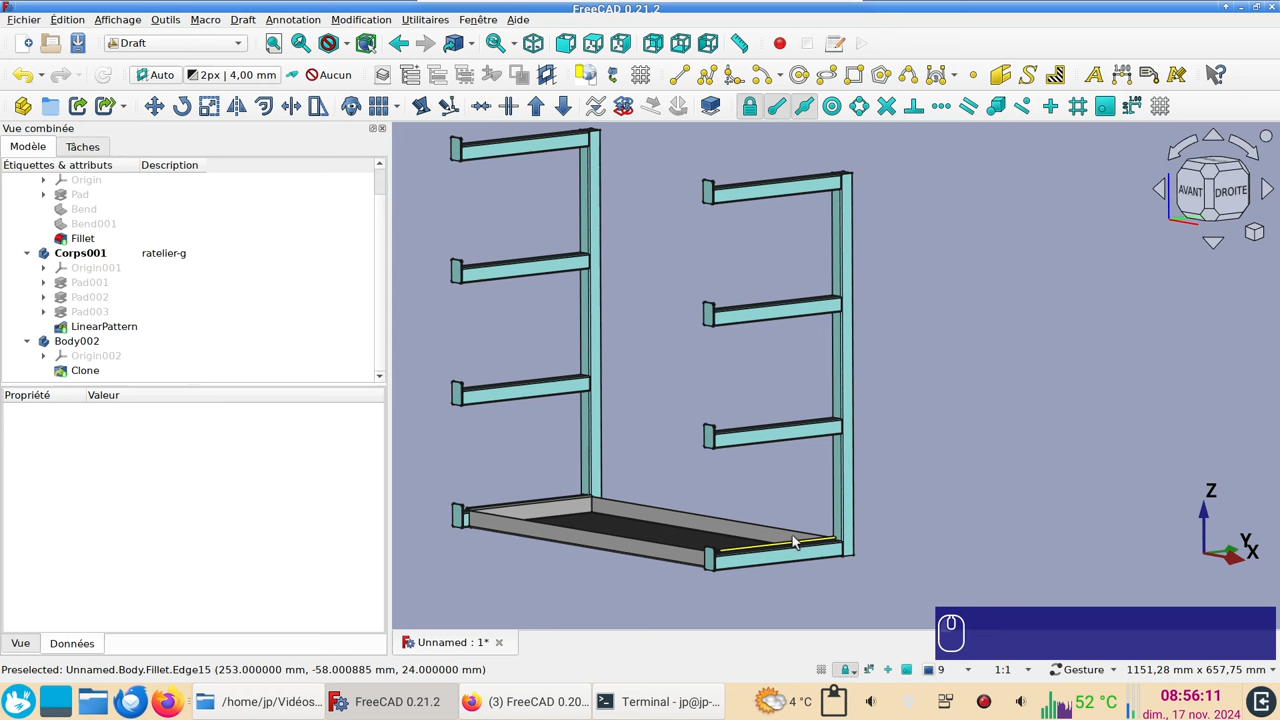 FreeCAD 0.21.2
Fichier Édition Affichage Outils Macro Draft Annotation Modification Utilitaires Fenêtre Aide
Draft
Auto 2px | 4,00 mm Aucun
Vue combinée
Modèle Tâches
Étiquettes & attributs Description
Origin
Pad
Bend
Bend001
Fillet
Corps001 ratelier-g
Origin001
Pad001
Pad002
Pad003
LinearPattern
Body002
Origin002
Clone
Propriété Valeur
Vue Données
AVANT DROITE
Z
Y
X
Unnamed : 1*
Preselected: Unnamed.Body.Fillet.Edge15 (253.000000 mm, -58.000885 mm, 24.000000 mm)
9 1:1 Gesture 1151,28 mm x 657,75 mm
/home/jp/Vidéos... FreeCAD 0.21.2 (3) FreeCAD 0.20... Terminal - jp@jp-... 4 °C 52 °C
08:56:11
dim., 17 nov. 2024